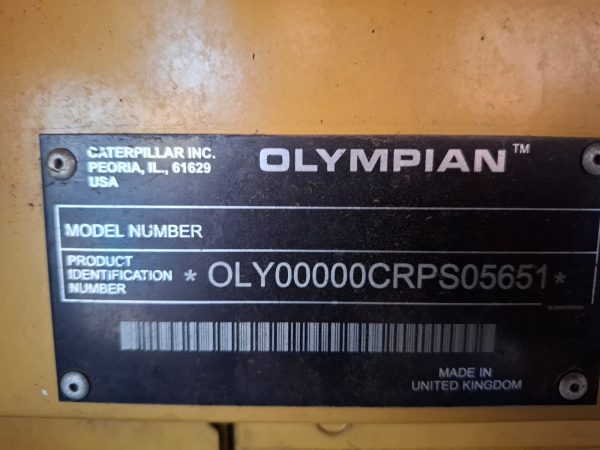 CATERPILLAR INC.
PEORIA, IL., 61629
USA
OLYMPIAN™
MODEL NUMBER
PRODUCT
IDENTIFICATION
NUMBER
* OLY00000CRPS05651*
MADE IN
UNITED KINGDOM